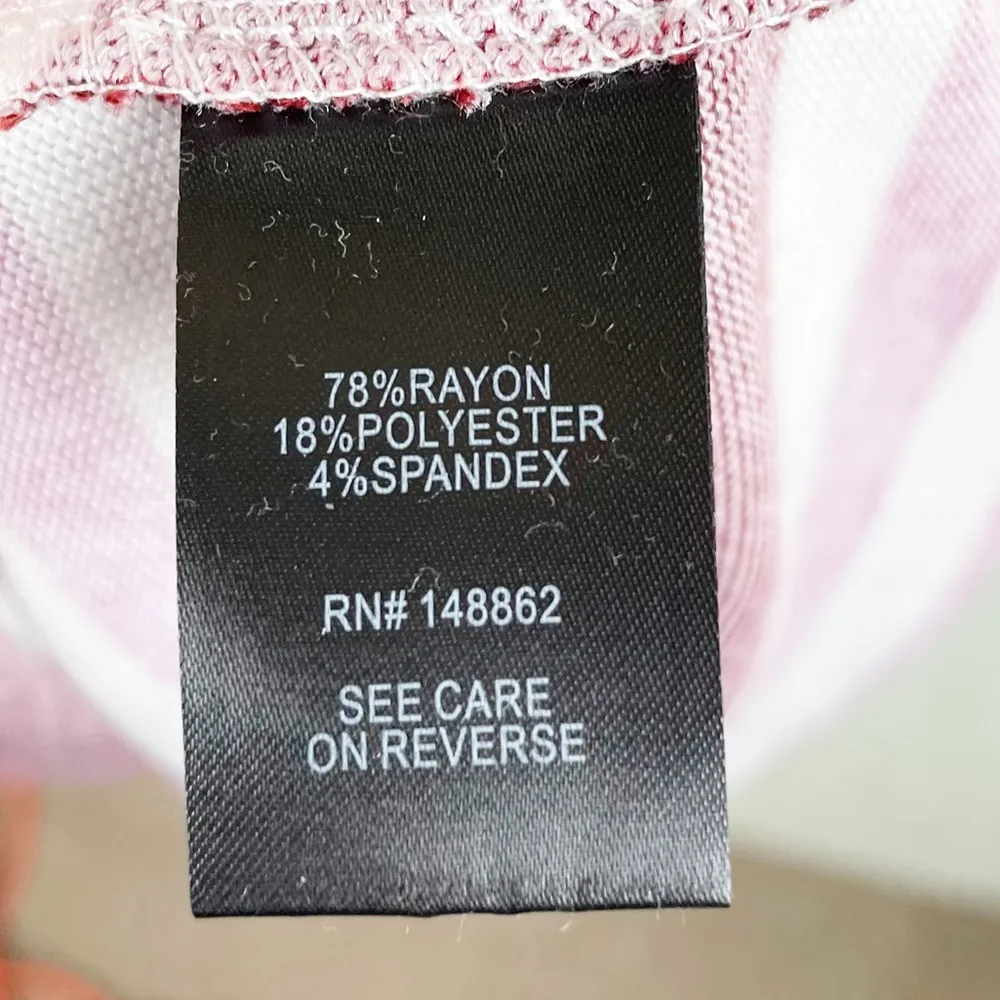 78%RAYON
18%POLYESTER
4%SPANDEX
RN# 148862
SEE CARE
ON REVERSE